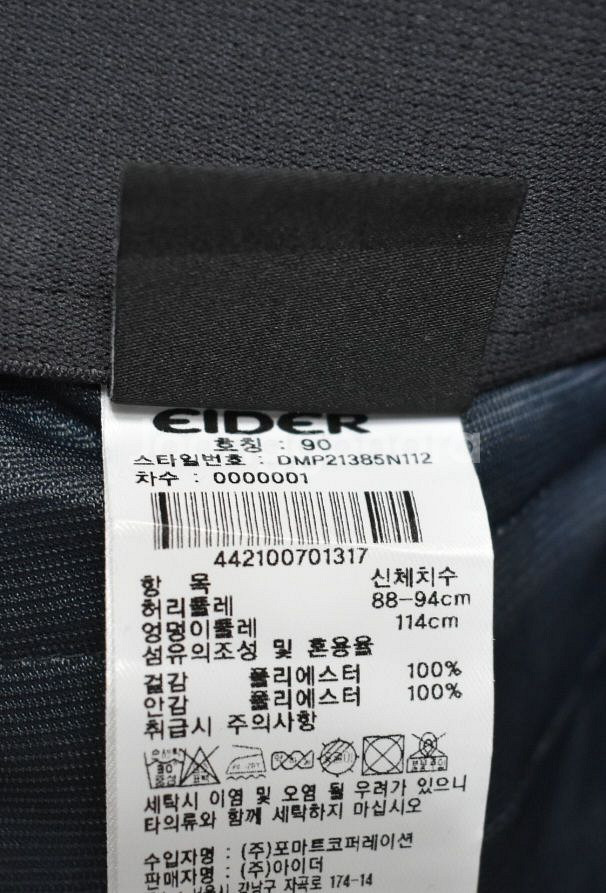 EIDER
호칭 : 90
스타일번호 : DMP21385N112
차수 : 0000001
442100701317
항 목 신체치수
허리둘레 88-94cm
엉덩이둘레 114cm
섬유의조성 및 혼용율
겉감 폴리에스터 100%
안감 폴리에스터 100%
취급시 주의사항
세탁시 이염 및 오염 될 우려가 있으니
타의류와 함께 세탁하지 마십시오
수입자명 : (주)포마트코퍼레이션
판매자명 : (주)아이더
서울시 강남구 자곡로 174-14